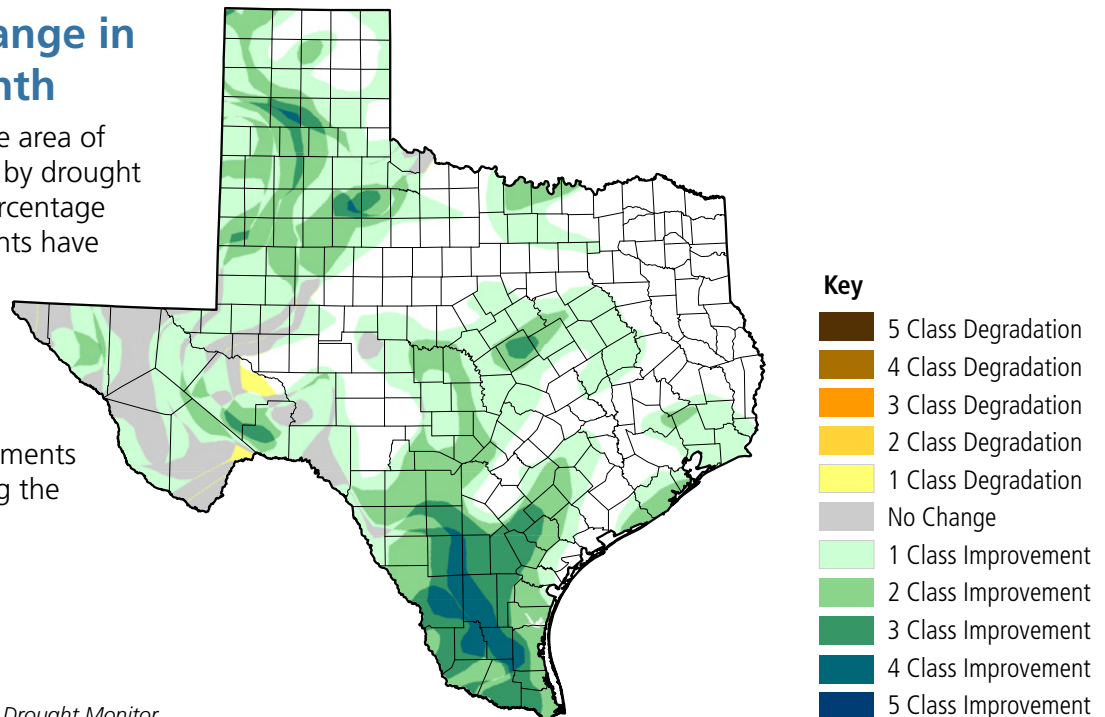 ange in
nth
e area of
by drought
rcentage
nts have
ements
g the
Drought Monitor
Key
5 Class Degradation
4 Class Degradation
3 Class Degradation
2 Class Degradation
1 Class Degradation
No Change
1 Class Improvement
2 Class Improvement
3 Class Improvement
4 Class Improvement
5 Class Improvement